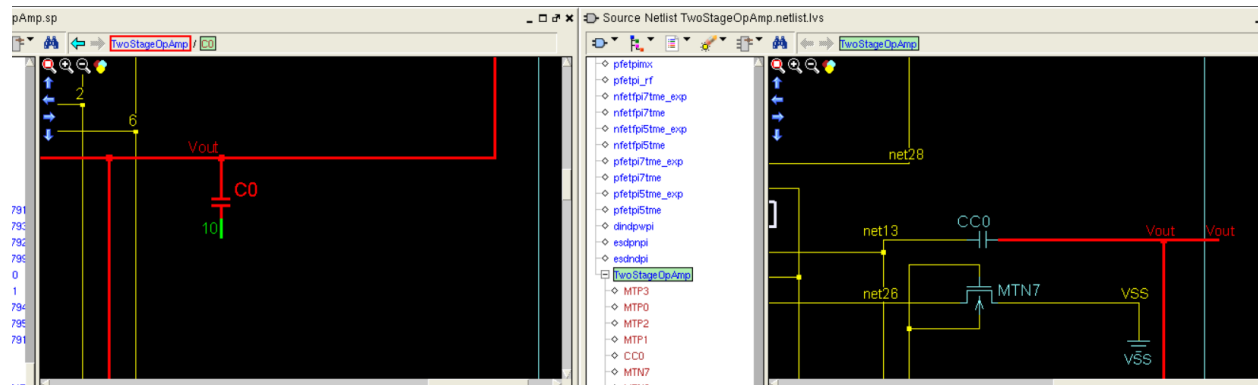 pAmp.sp
TwoStageOpAmp / C0
2
6
Vout
C0
10
791
793
792
799
0
1
794
795
791
Source Netlist TwoStageOpAmp.netlist.lvs
TwoStageOpAmp
pfetpimx
pfetpi_rf
nfetfpi7tme_exp
nfetfpi7tme
nfetfpi5tme_exp
nfetfpi5tme
pfetpi7tme_exp
pfetpi7tme
pfetpi5tme_exp
pfetpi5tme
dindpwpi
esdpnpi
esdndpi
TwoStageOpAmp
MTP3
MTP0
MTP2
MTP1
CC0
MTN7
net28
CC0
net13
Vout
Vout
net26
MTN7
VSS
VSS